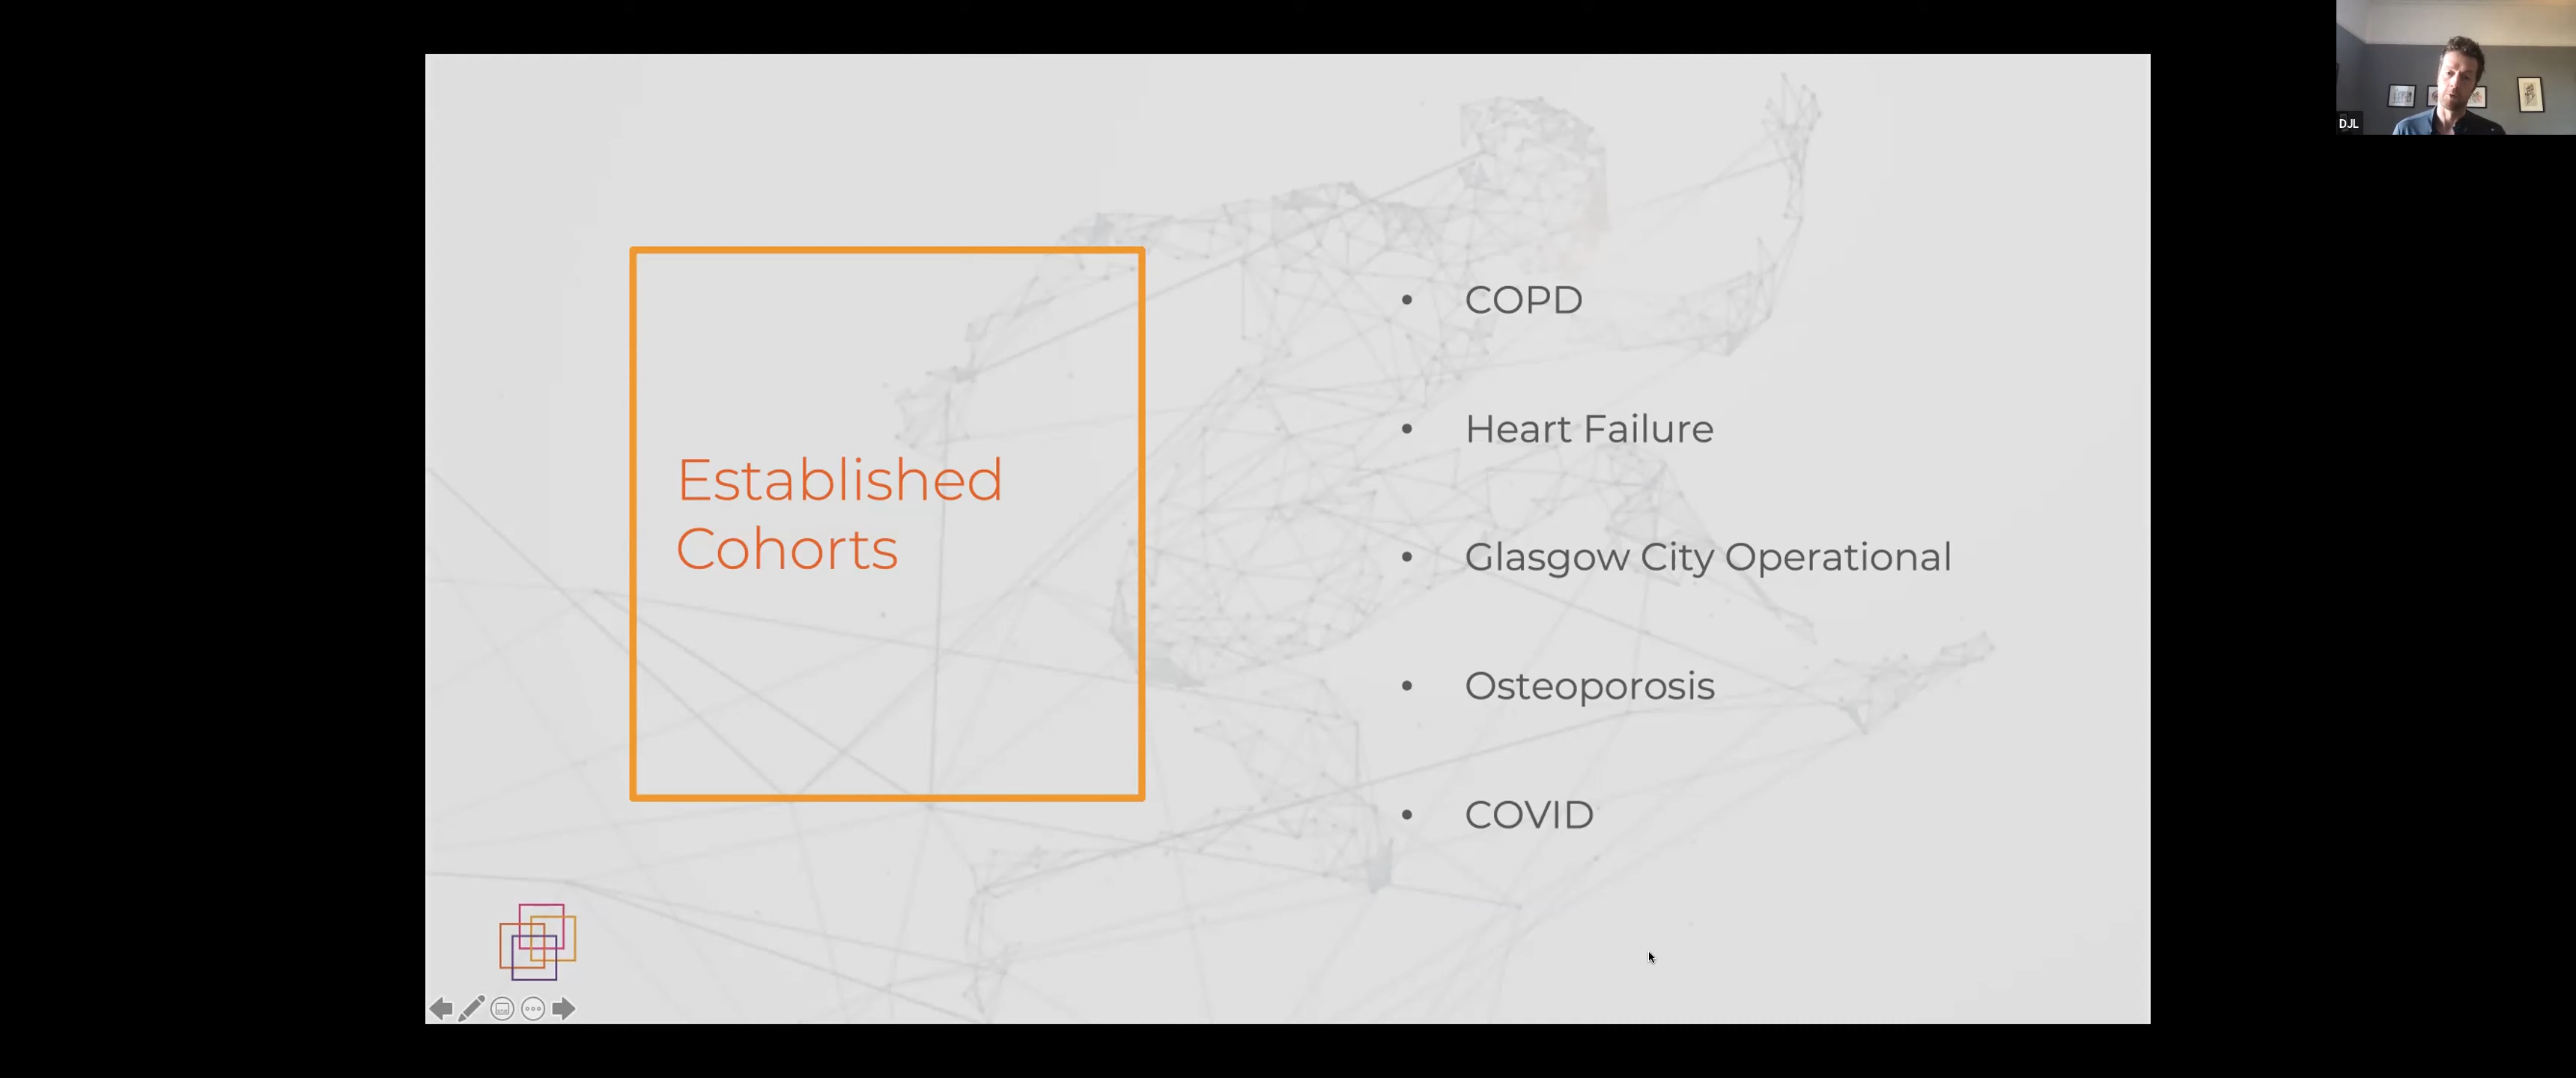 Established
Cohorts
• COPD
• Heart Failure
• Glasgow City Operational
• Osteoporosis
• COVID
DJL